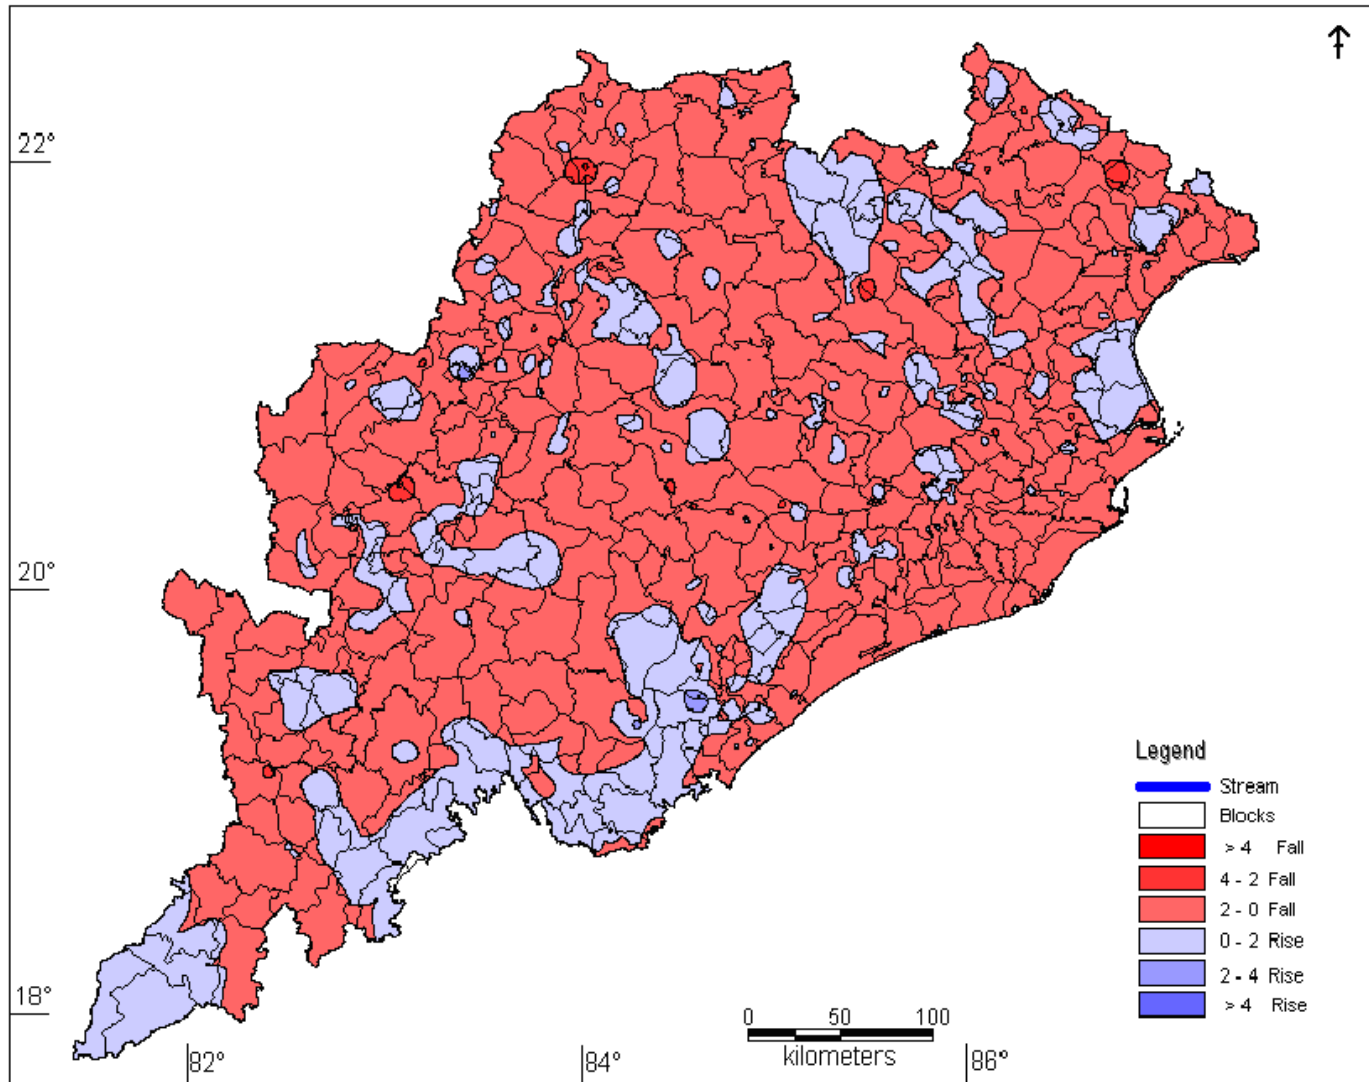 22°
20°
18°
82°
84°
86°
0 50 100
kilometers
Legend
Stream
Blocks
> 4 Fall
4 - 2 Fall
2 - 0 Fall
0 - 2 Rise
2 - 4 Rise
> 4 Rise